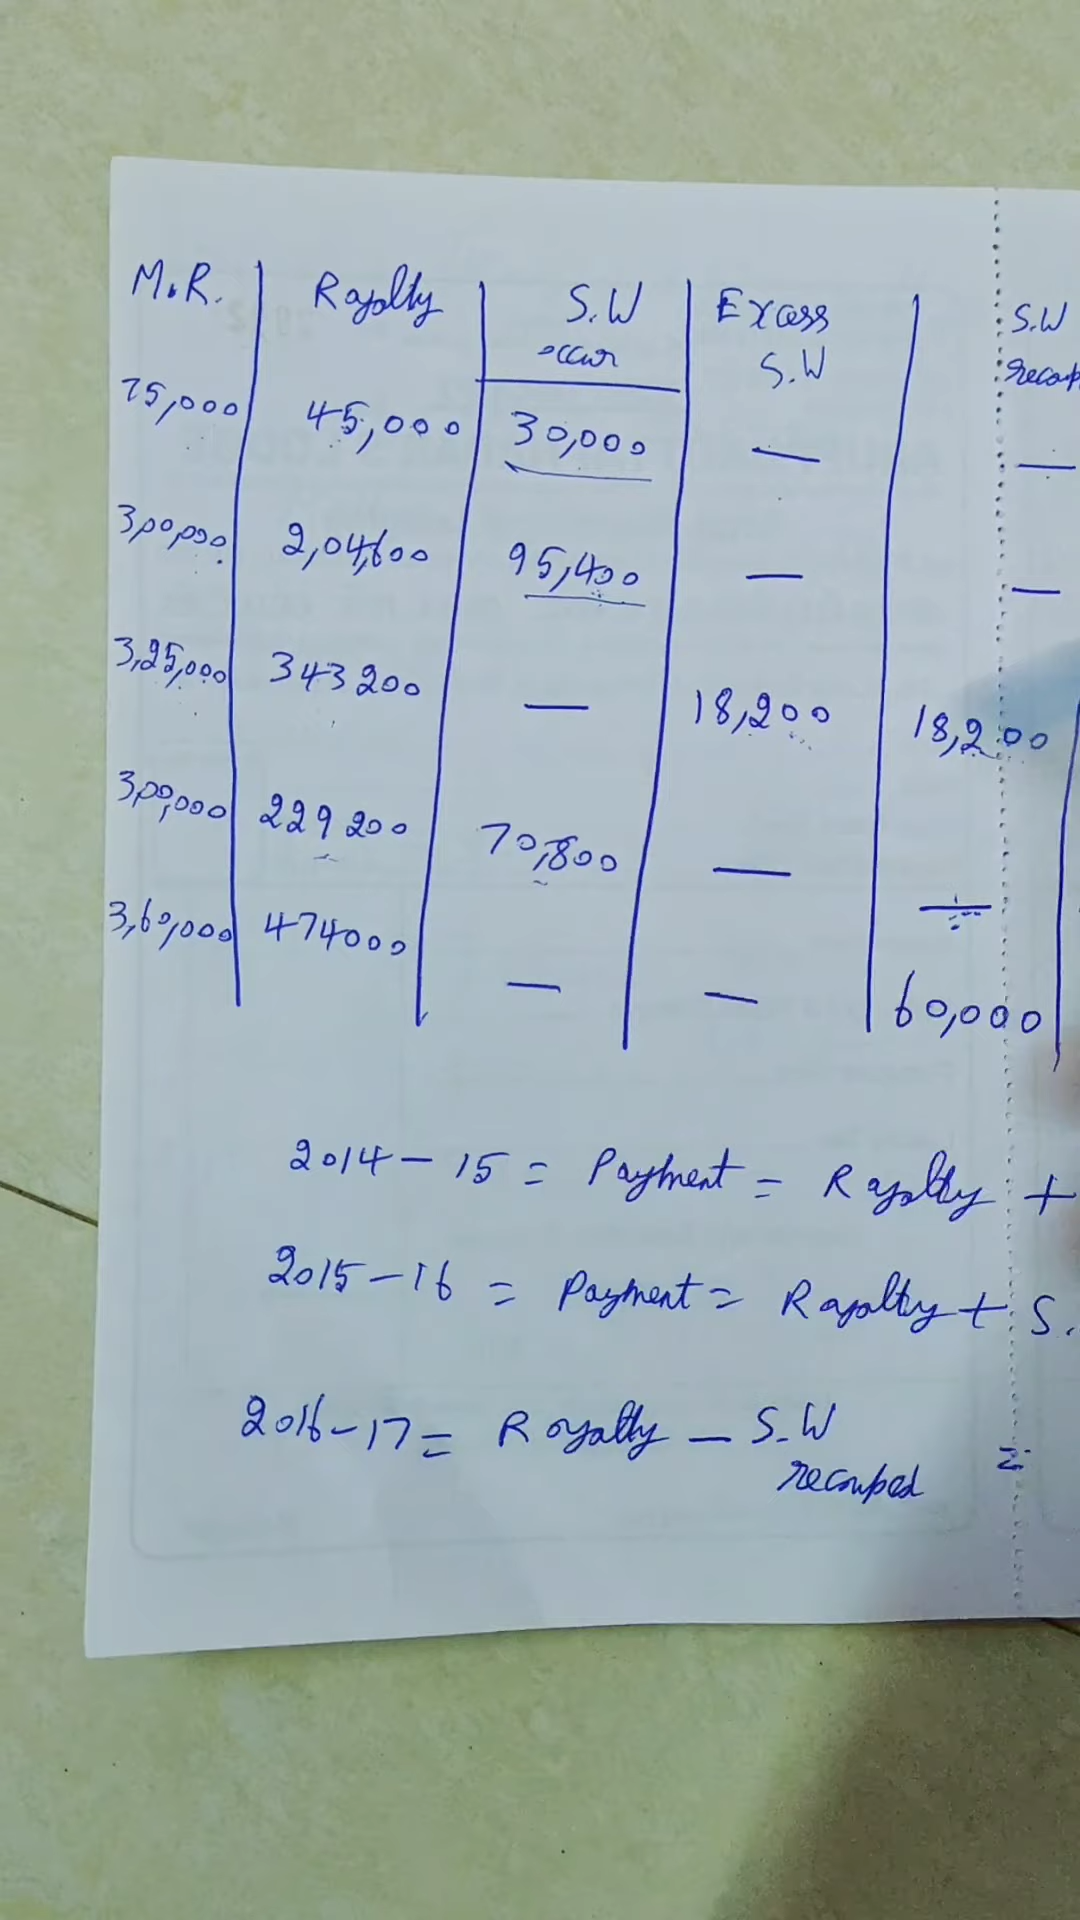 M.R. Royalty S.W occur Excess S.W S.W recoup
75,000 45,000 30,000 — —
3,00,000 2,04,600 95,400 — —
3,25,000 343200 — 18,200 18,200
3,00,000 229200 70,800 — —
3,60,000 474000 — — 60,000
2014-15 = Payment = Royalty +
2015-16 = Payment = Royalty + S.
2016-17 = Royalty - S.W recouped =